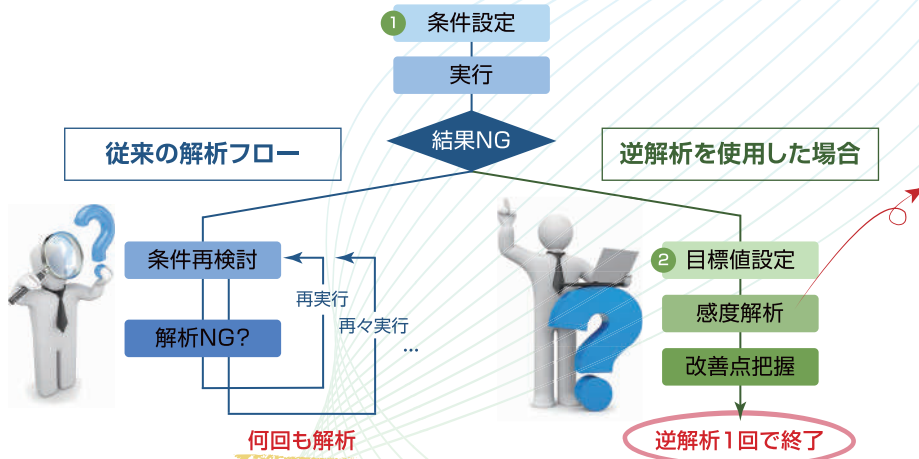 1 条件設定
実行
結果NG
従来の解析フロー
逆解析を使用した場合
条件再検討
再実行
再々実行
…
解析NG?
何回も解析
2 目標値設定
感度解析
改善点把握
逆解析1回で終了